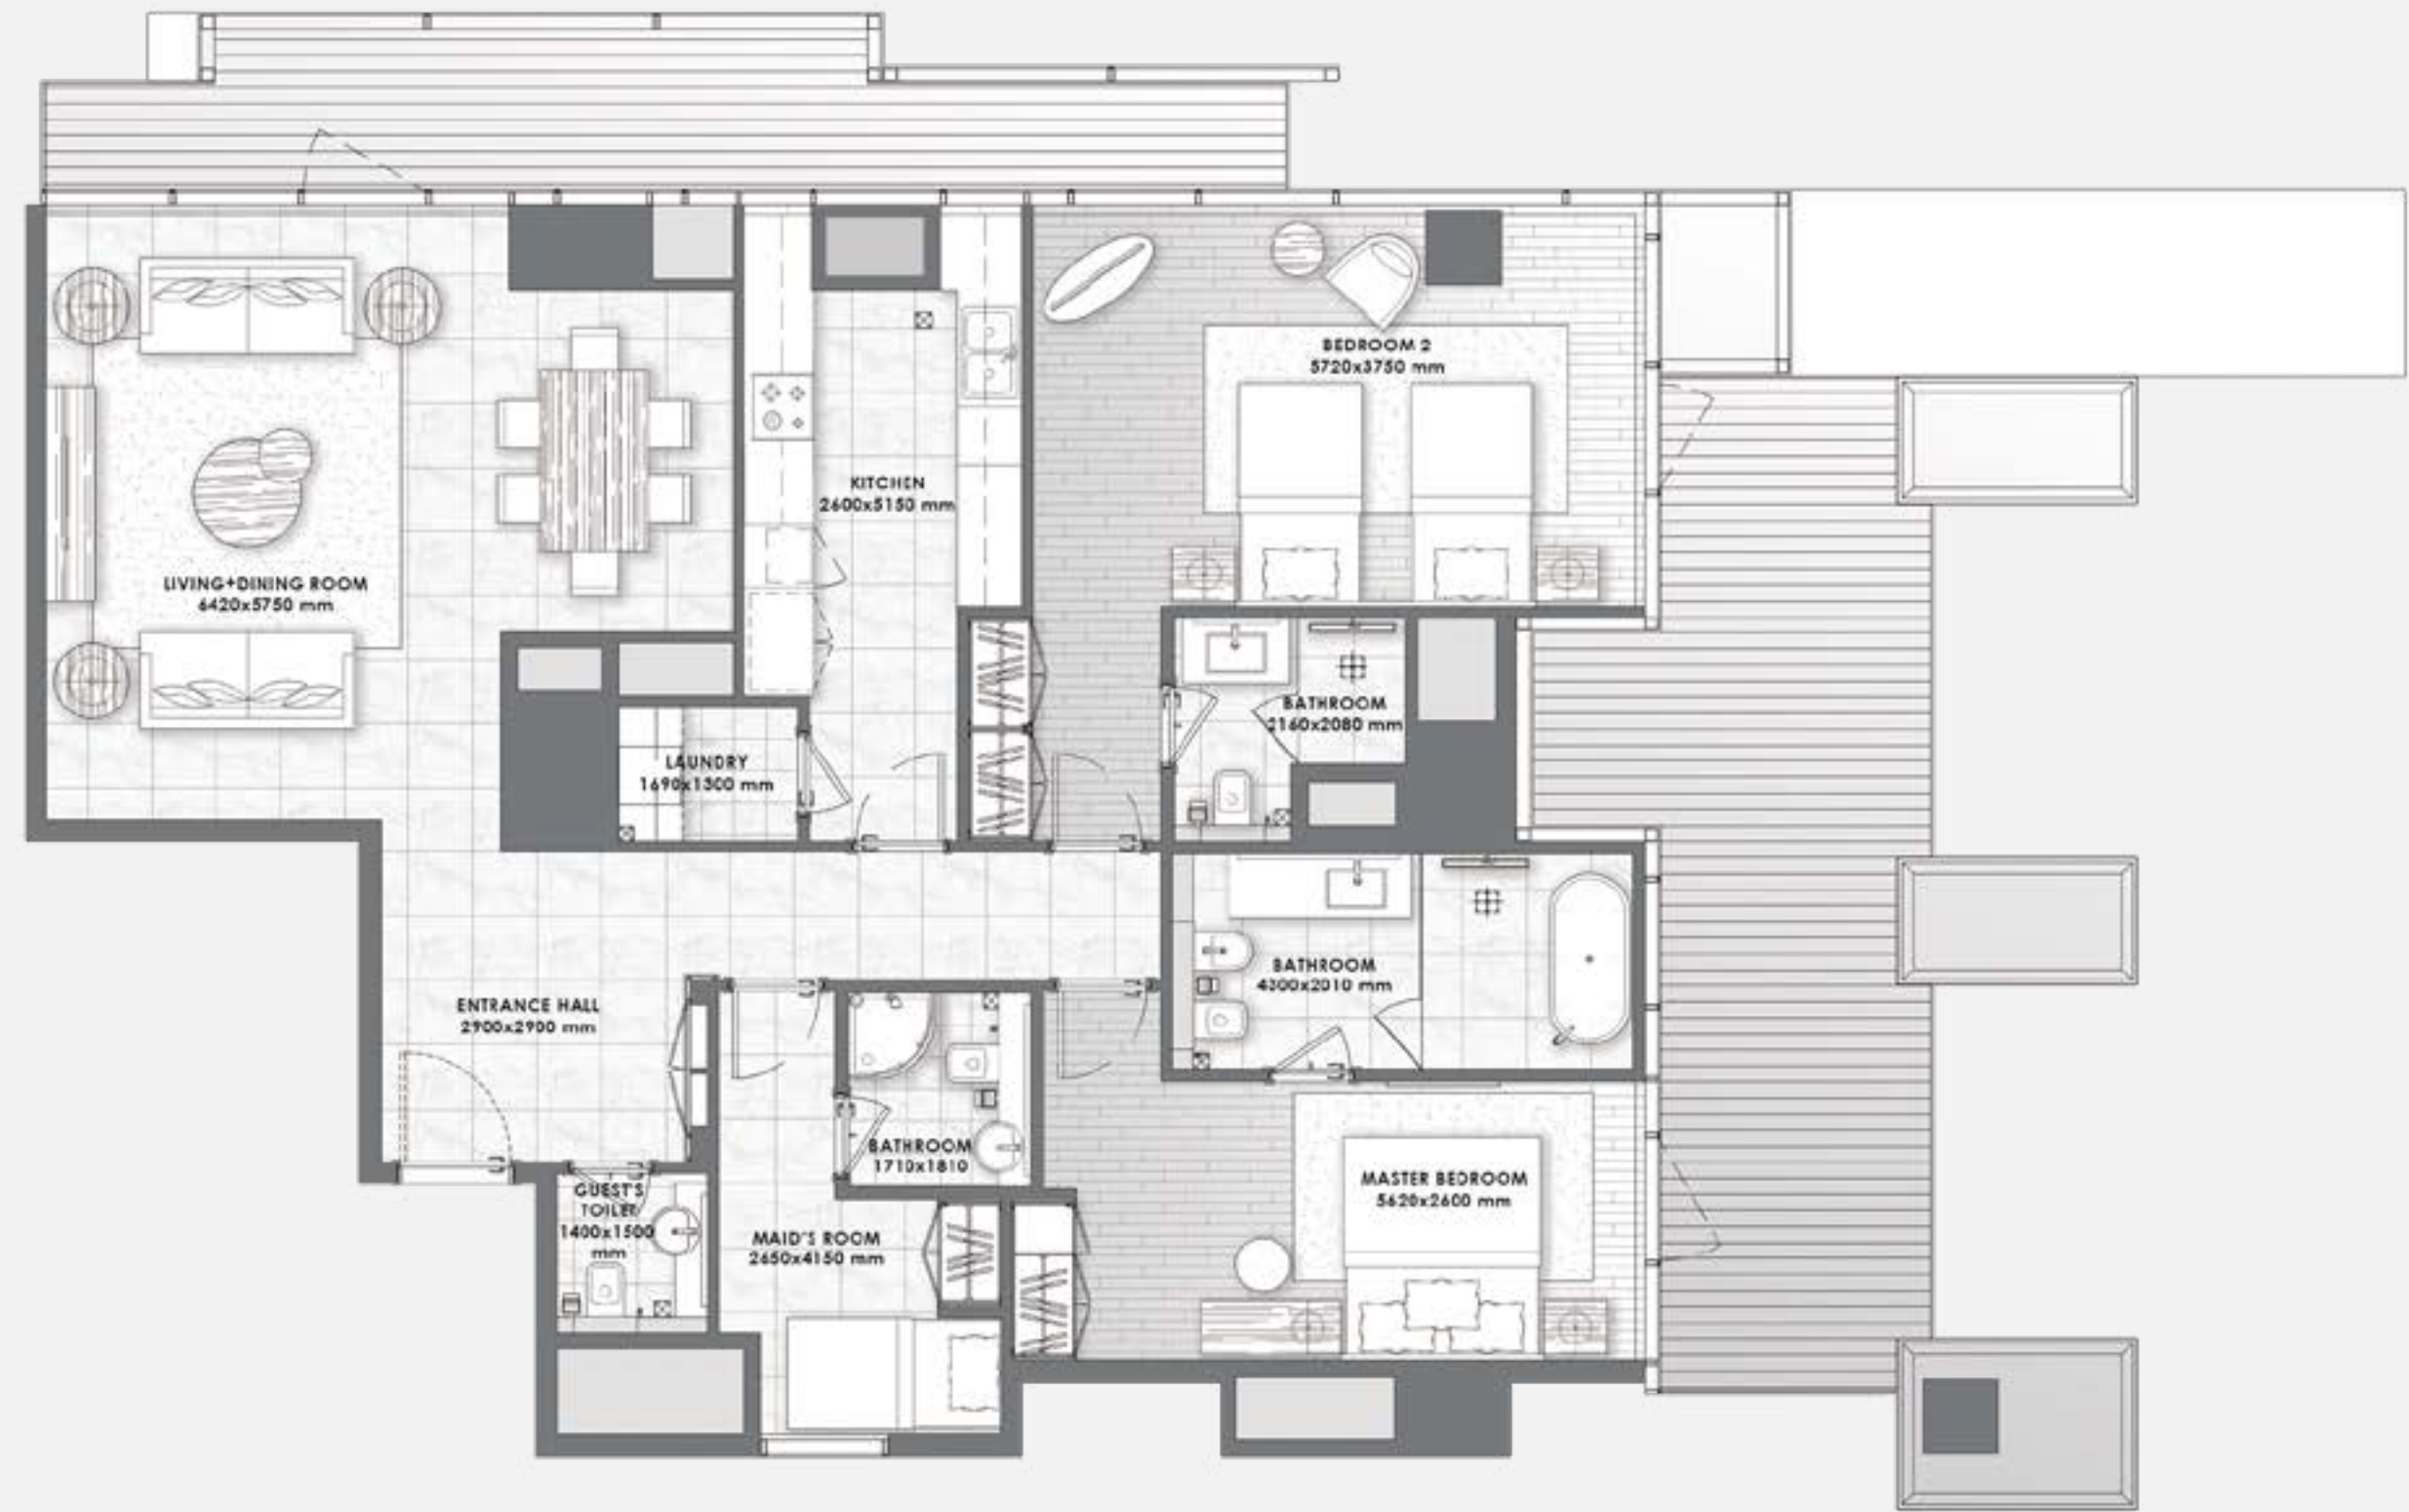 BEDROOM 2
5720x3750 mm
KITCHEN
2600x5150 mm
LIVING+DINING ROOM
6420x5750 mm
BATHROOM
2160x2080 mm
LAUNDRY
1690x1300 mm
BATHROOM
4300x2010 mm
ENTRANCE HALL
2900x2900 mm
BATHROOM
1710x1810
MASTER BEDROOM
5620x2600 mm
GUEST'S
TOILET
1400x1500
mm
MAID'S ROOM
2650x4150 mm